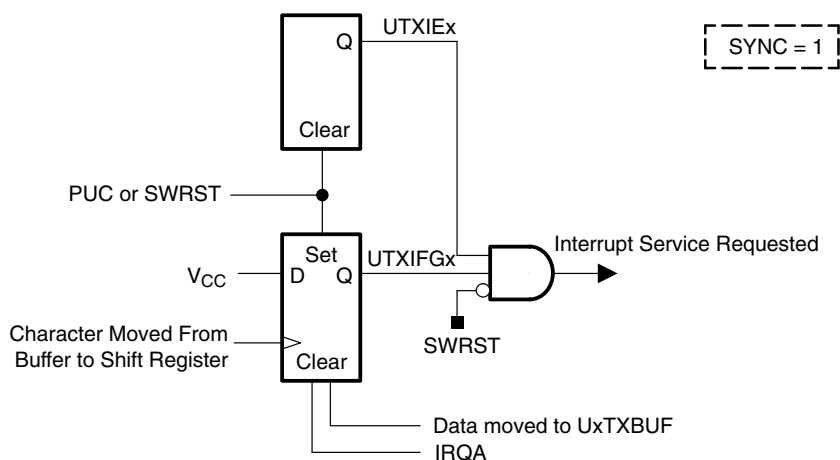 UTXIEx
SYNC = 1
Q
Clear
PUC or SWRST
Set
UTXIFGx
Interrupt Service Requested
VCC
D
Q
Character Moved From
Buffer to Shift Register
SWRST
Clear
Data moved to UxTXBUF
IRQA